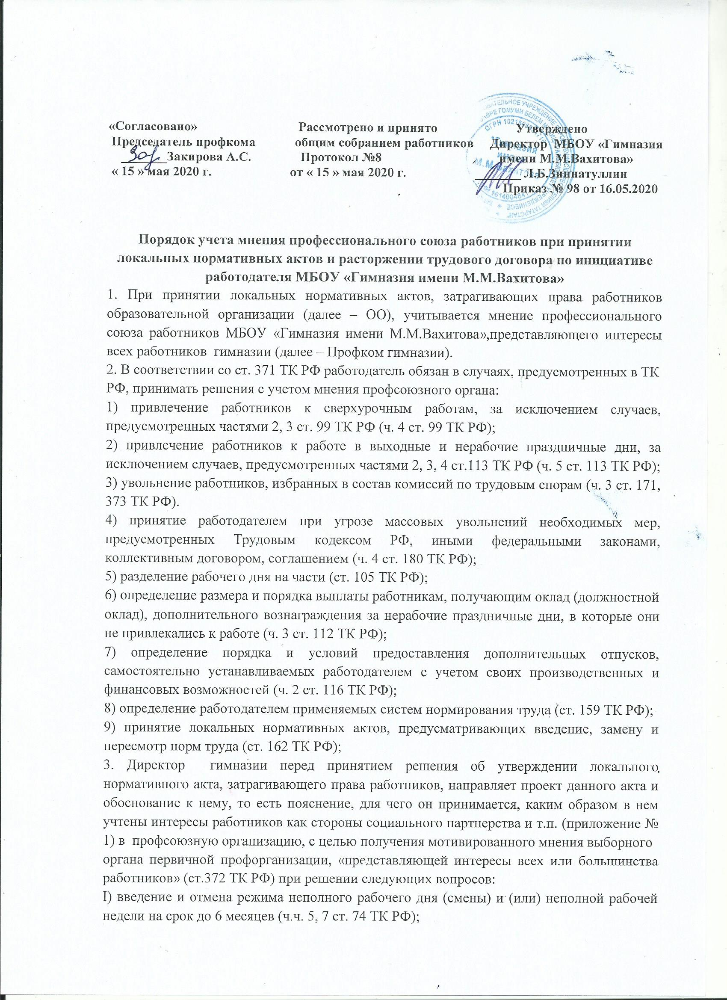 «Согласовано» Рассмотрено и принято Утверждено
Председатель профкома общим собранием работников Директор МБОУ «Гимназия
________Закирова А.С. Протокол №8 имени М.М.Вахитова»
« 15 » мая 2020 г. от « 15 » мая 2020 г. ________ Л.Б.Зиннатуллин
Приказ № 98 от 16.05.2020
Порядок учета мнения профессионального союза работников при принятии
локальных нормативных актов и расторжении трудового договора по инициативе
работодателя МБОУ «Гимназия имени М.М.Вахитова»
1. При принятии локальных нормативных актов, затрагивающих права работников
образовательной организации (далее – ОО), учитывается мнение профессионального
союза работников МБОУ «Гимназия имени М.М.Вахитова»,представляющего интересы
всех работников гимназии (далее – Профком гимназии).
2. В соответствии со ст. 371 ТК РФ работодатель обязан в случаях, предусмотренных в ТК
РФ, принимать решения с учетом мнения профсоюзного органа:
1) привлечение работников к сверхурочным работам, за исключением случаев,
предусмотренных частями 2, 3 ст. 99 ТК РФ (ч. 4 ст. 99 ТК РФ);
2) привлечение работников к работе в выходные и нерабочие праздничные дни, за
исключением случаев, предусмотренных частями 2, 3, 4 ст.113 ТК РФ (ч. 5 ст. 113 ТК РФ);
3) увольнение работников, избранных в состав комиссий по трудовым спорам (ч. 3 ст. 171,
373 ТК РФ).
4) принятие работодателем при угрозе массовых увольнений необходимых мер,
предусмотренных Трудовым кодексом РФ, иными федеральными законами,
коллективным договором, соглашением (ч. 4 ст. 180 ТК РФ);
5) разделение рабочего дня на части (ст. 105 ТК РФ);
6) определение размера и порядка выплаты работникам, получающим оклад (должностной
оклад), дополнительного вознаграждения за нерабочие праздничные дни, в которые они
не привлекались к работе (ч. 3 ст. 112 ТК РФ);
7) определение порядка и условий предоставления дополнительных отпусков,
самостоятельно устанавливаемых работодателем с учетом своих производственных и
финансовых возможностей (ч. 2 ст. 116 ТК РФ);
8) определение работодателем применяемых систем нормирования труда (ст. 159 ТК РФ);
9) принятие локальных нормативных актов, предусматривающих введение, замену и
пересмотр норм труда (ст. 162 ТК РФ);
3. Директор гимназии перед принятием решения об утверждении локального
нормативного акта, затрагивающего права работников, направляет проект данного акта и
обоснование к нему, то есть пояснение, для чего он принимается, каким образом в нем
учтены интересы работников как стороны социального партнерства и т.п. (приложение №
1) в профсоюзную организацию, с целью получения мотивированного мнения выборного
органа первичной профорганизации, «представляющей интересы всех или большинства
работников» (ст.372 ТК РФ) при решении следующих вопросов:
I) введение и отмена режима неполного рабочего дня (смены) и (или) неполной рабочей
недели на срок до 6 месяцев (ч.ч. 5, 7 ст. 74 ТК РФ);